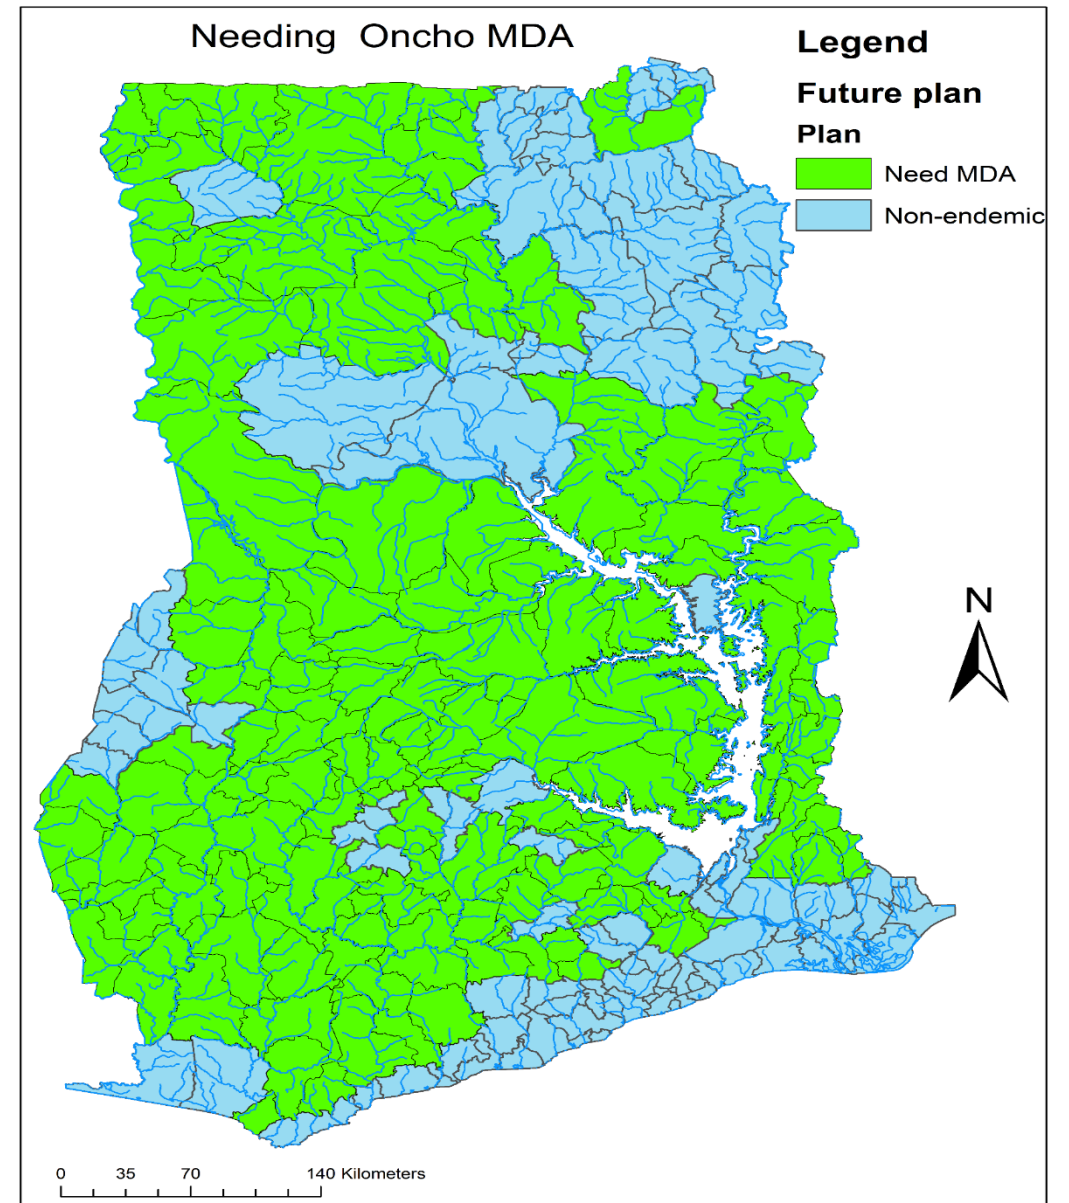 Needing Oncho MDA
Legend
Future plan
Plan
Need MDA
Non-endemic
N
0 35 70 140 Kilometers